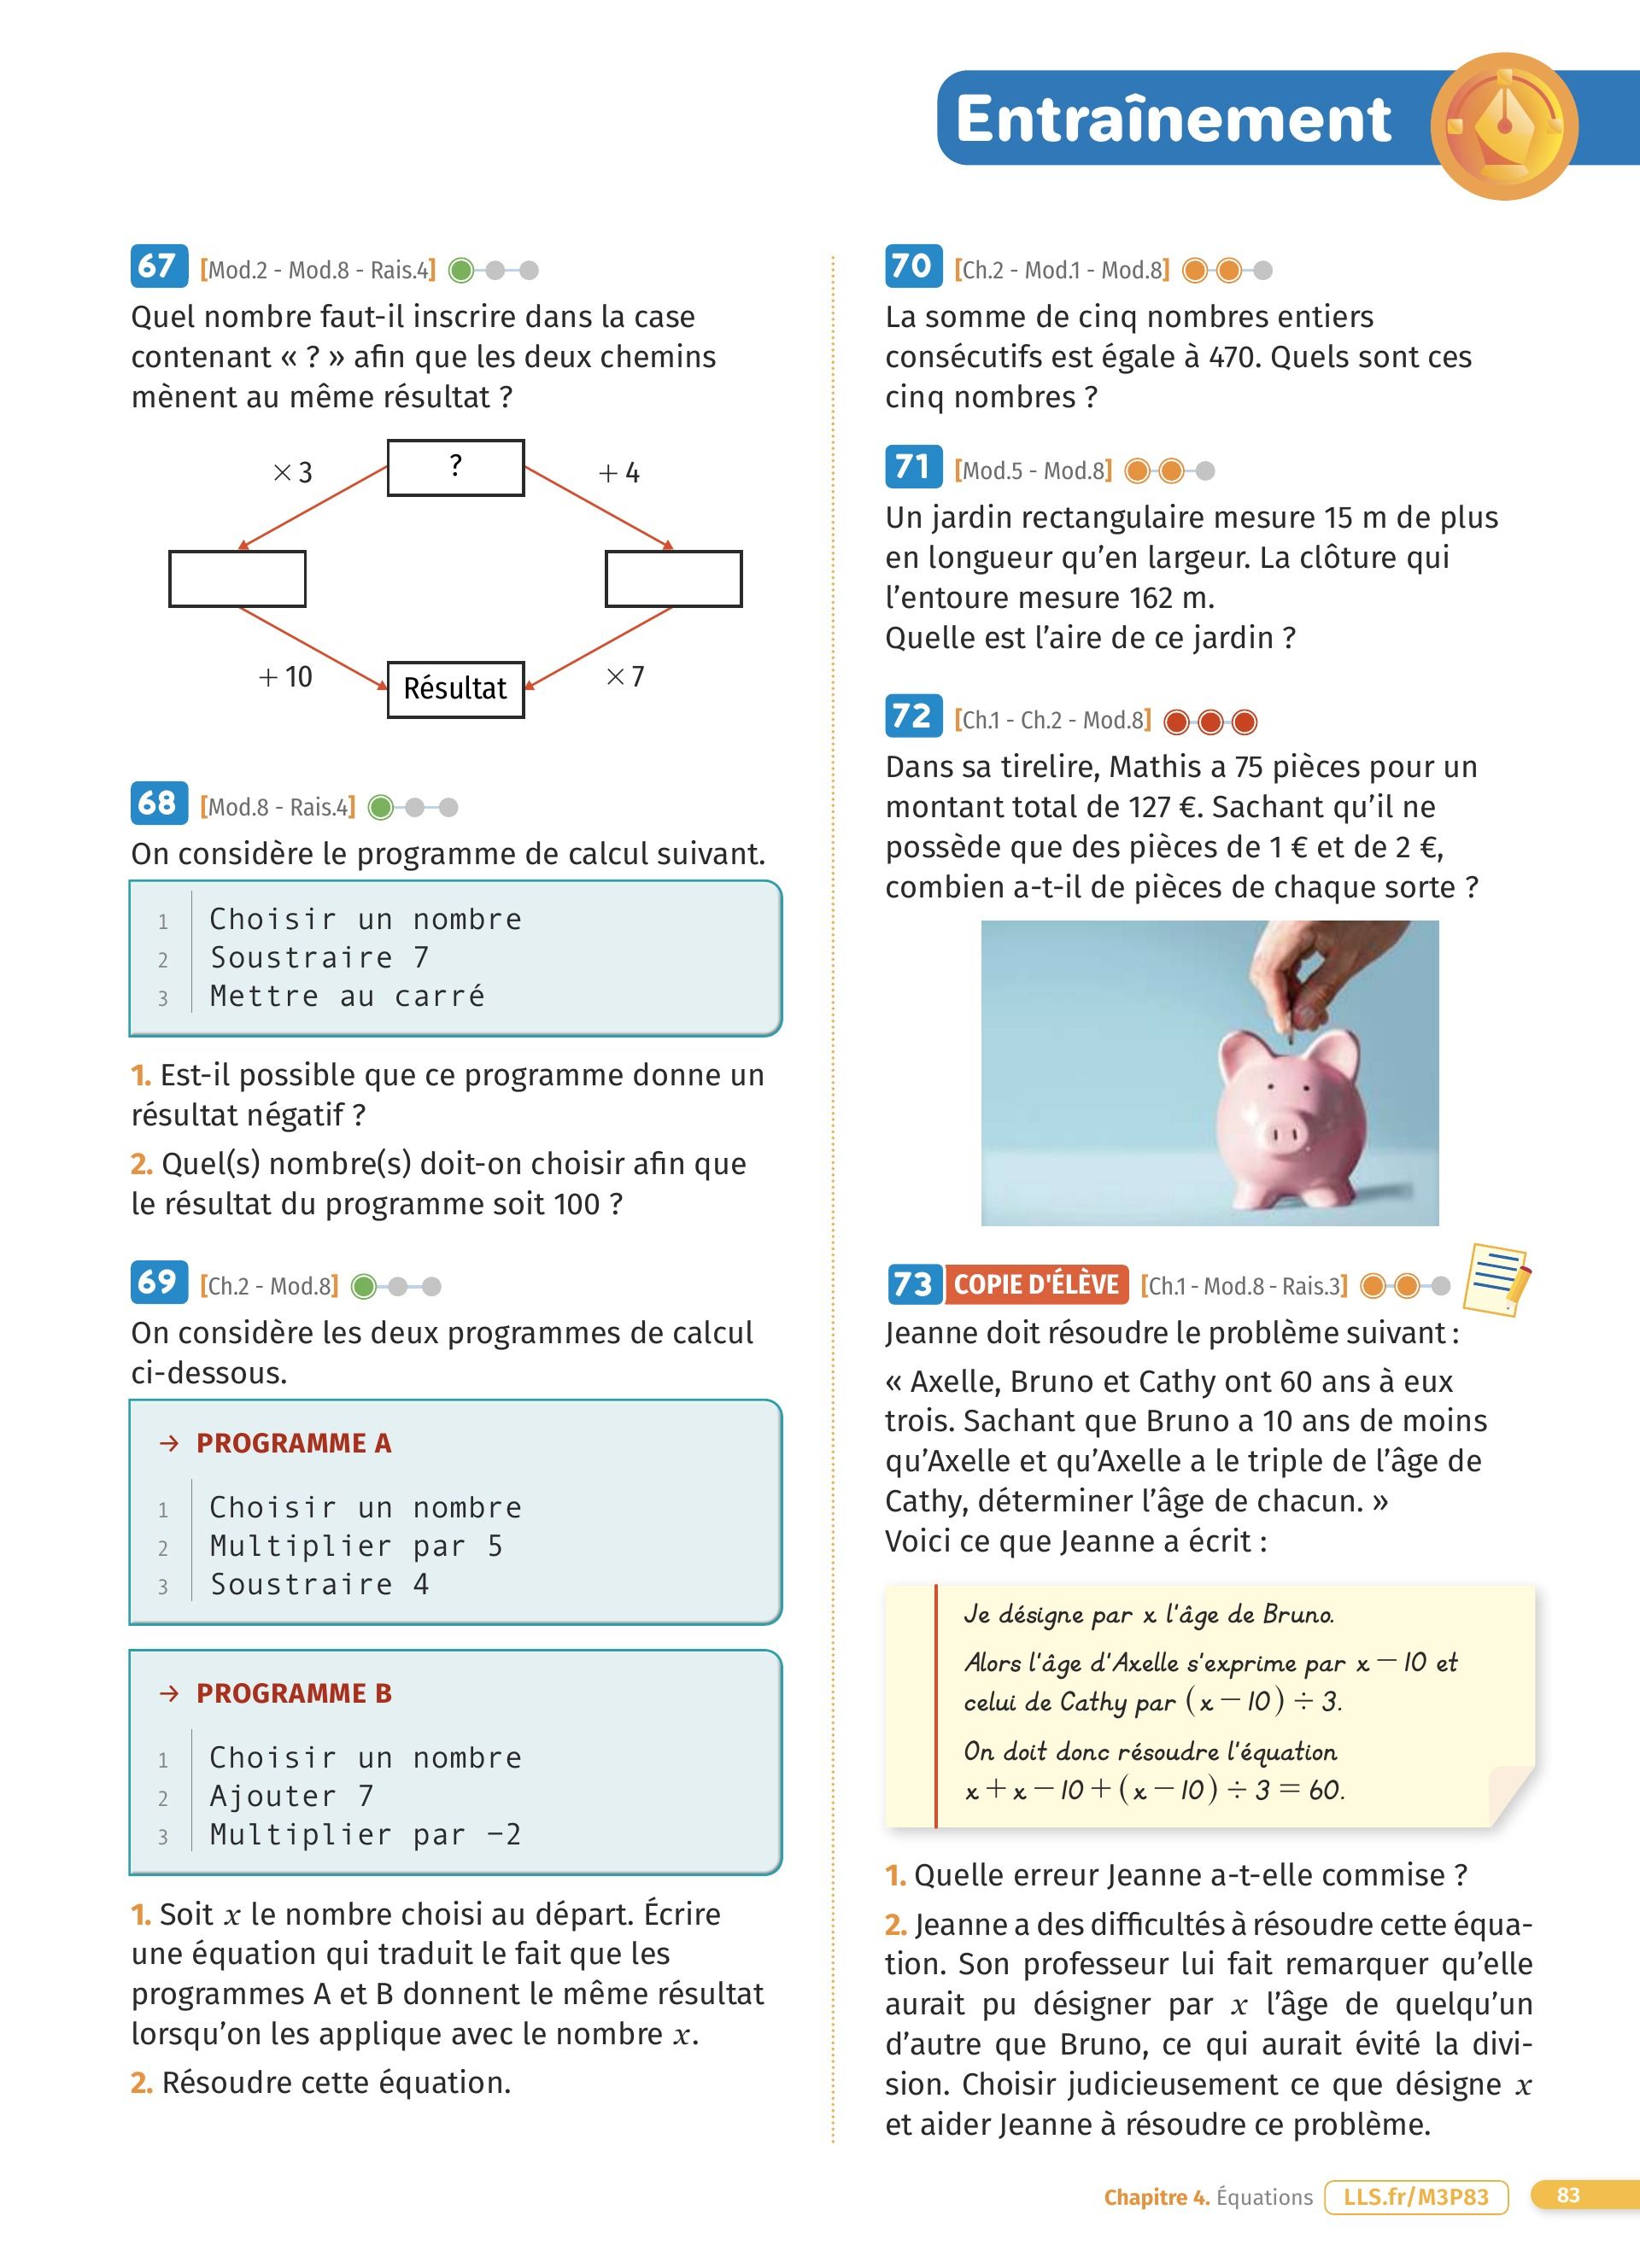 Entraînement
67 [Mod.2 - Mod.8 - Rais.4]
Quel nombre faut-il inscrire dans la case
contenant « ? » afin que les deux chemins
mènent au même résultat ?
× 3
?
+ 4
+ 10
Résultat
× 7
68 [Mod.8 - Rais.4]
On considère le programme de calcul suivant.
1 Choisir un nombre
2 Soustraire 7
3 Mettre au carré
1. Est-il possible que ce programme donne un
résultat négatif ?
2. Quel(s) nombre(s) doit-on choisir afin que
le résultat du programme soit 100 ?
69 [Ch.2 - Mod.8]
On considère les deux programmes de calcul
ci-dessous.
→ PROGRAMME A
1 Choisir un nombre
2 Multiplier par 5
3 Soustraire 4
→ PROGRAMME B
1 Choisir un nombre
2 Ajouter 7
3 Multiplier par −2
1. Soit x le nombre choisi au départ. Écrire
une équation qui traduit le fait que les
programmes A et B donnent le même résultat
lorsqu'on les applique avec le nombre x.
2. Résoudre cette équation.
70 [Ch.2 - Mod.1 - Mod.8]
La somme de cinq nombres entiers
consécutifs est égale à 470. Quels sont ces
cinq nombres ?
71 [Mod.5 - Mod.8]
Un jardin rectangulaire mesure 15 m de plus
en longueur qu'en largeur. La clôture qui
l'entoure mesure 162 m.
Quelle est l'aire de ce jardin ?
72 [Ch.1 - Ch.2 - Mod.8]
Dans sa tirelire, Mathis a 75 pièces pour un
montant total de 127 €. Sachant qu'il ne
possède que des pièces de 1 € et de 2 €,
combien a-t-il de pièces de chaque sorte ?
73 COPIE D'ÉLÈVE [Ch.1 - Mod.8 - Rais.3]
Jeanne doit résoudre le problème suivant :
« Axelle, Bruno et Cathy ont 60 ans à eux
trois. Sachant que Bruno a 10 ans de moins
qu'Axelle et qu'Axelle a le triple de l'âge de
Cathy, déterminer l'âge de chacun. »
Voici ce que Jeanne a écrit :
Je désigne par x l'âge de Bruno.
Alors l'âge d'Axelle s'exprime par x − 10 et
celui de Cathy par (x − 10) ÷ 3.
On doit donc résoudre l'équation
x + x − 10 + (x − 10) ÷ 3 = 60.
1. Quelle erreur Jeanne a-t-elle commise ?
2. Jeanne a des difficultés à résoudre cette équa-
tion. Son professeur lui fait remarquer qu'elle
aurait pu désigner par x l'âge de quelqu'un
d'autre que Bruno, ce qui aurait évité la divi-
sion. Choisir judicieusement ce que désigne x
et aider Jeanne à résoudre ce problème.
Chapitre 4. Équations LLS.fr/M3P83 83